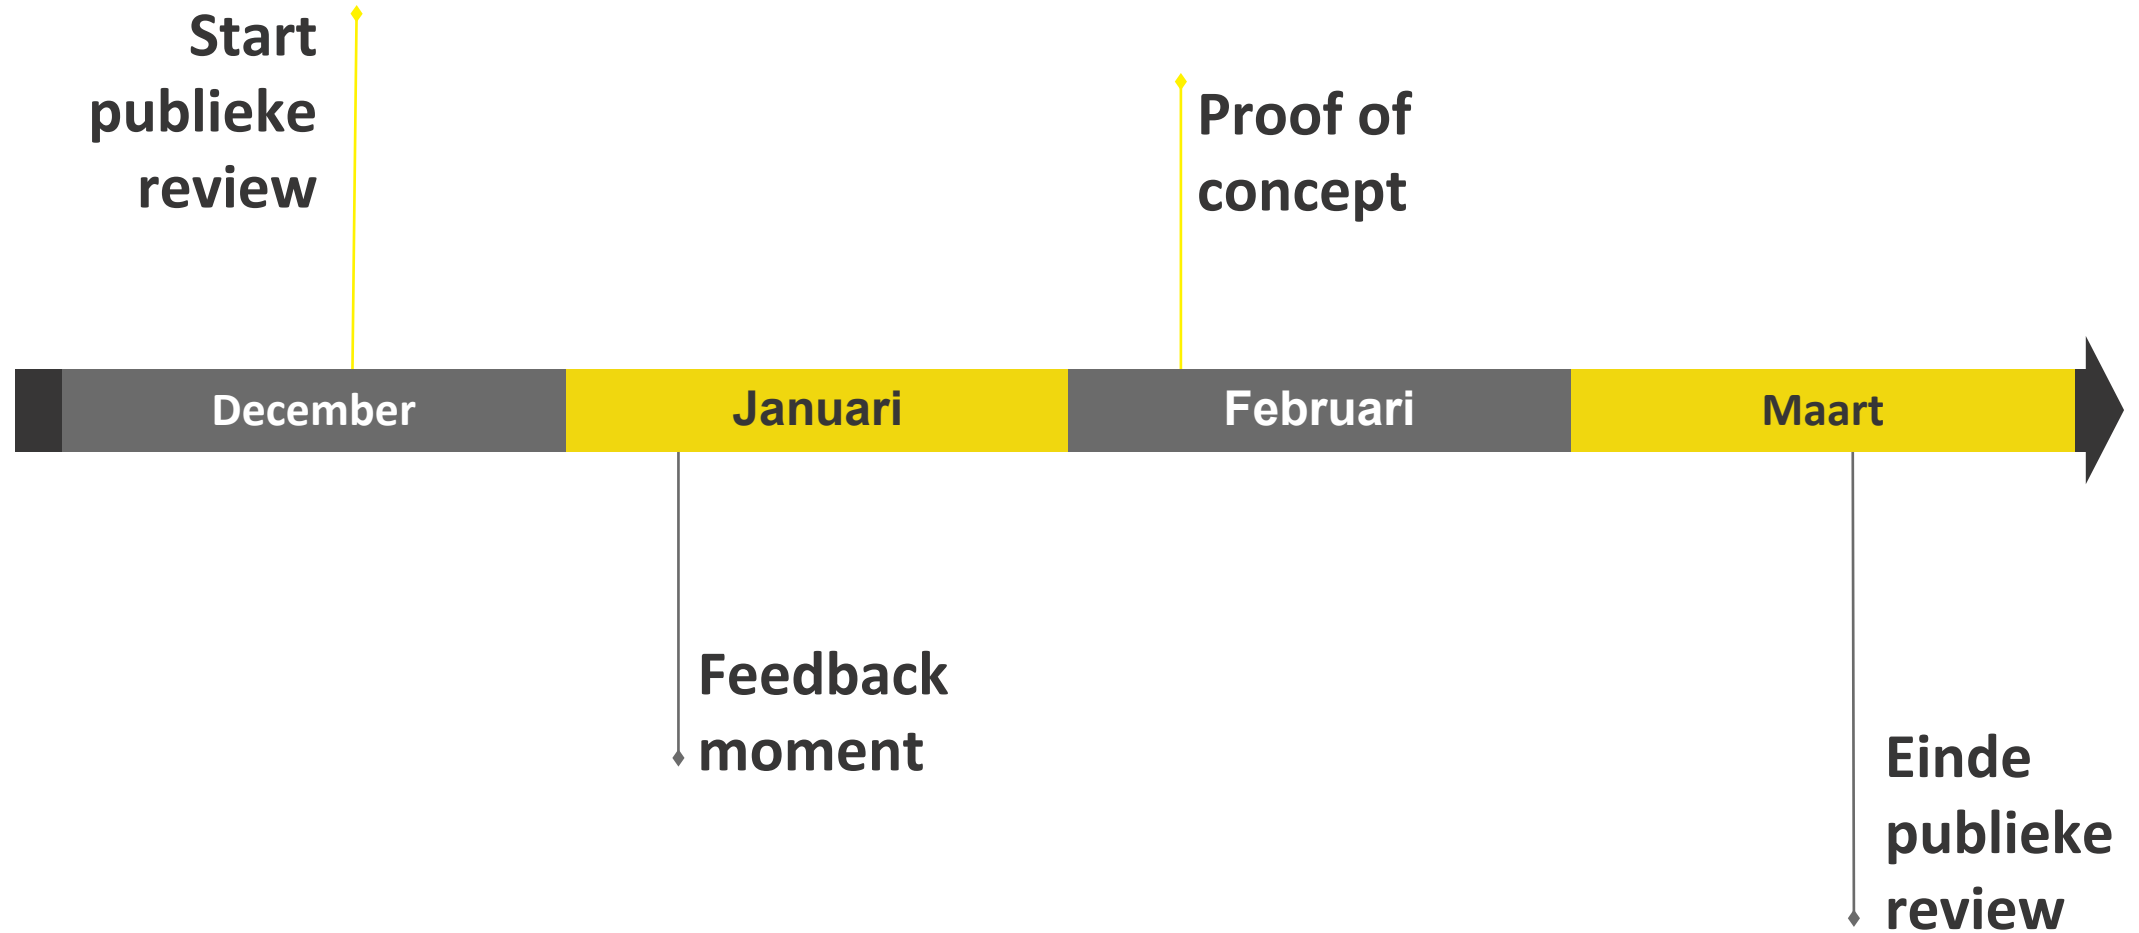 Start
publieke
review
Proof of
concept
December
Januari
Februari
Maart
Feedback
moment
Einde
publieke
review